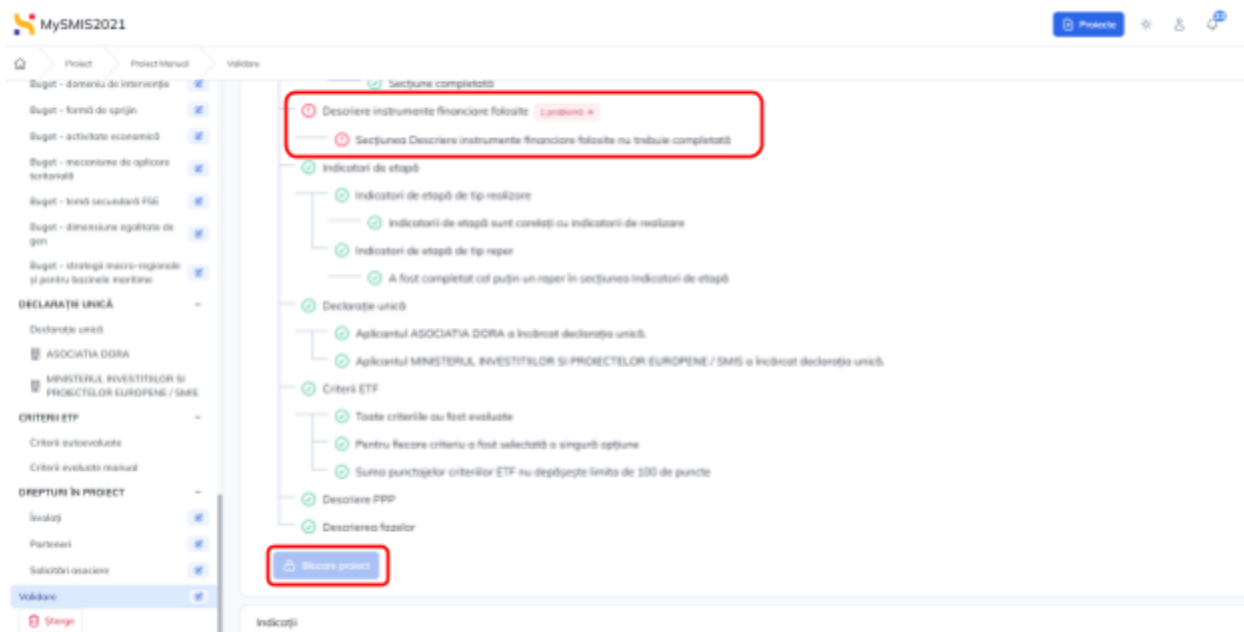 MySMIS2021
Proiecte
Proiect
Proiect Manual
Validare
Buget - domeniu de intervenție
Buget - formă de sprijin
Buget - activitate economică
Buget - mecanisme de aplicare
teritorială
Buget - temă secundară FSE
Buget - dimensiune egalitate de
gen
Buget - strategii macro-regionale
și pentru bazinele maritime
DECLARAȚIE UNICĂ
Declarație unică
ASOCIATIA DORA
MINISTERUL INVESTITIILOR SI
PROIECTELOR EUROPENE / SMIS
CRITERII ETF
Criterii autoevaluate
Criterii evaluate manual
DREPTURI ÎN PROIECT
Învoiați
Parteneri
Solicitări asociere
Validare
Șterge
Secțiune completată
Descriere instrumente financiare folosite 1 problemă
Secțiunea Descriere instrumente financiare folosite nu trebuie completată
Indicatori de etapă
Indicatori de etapă de tip realizare
Indicatorii de etapă sunt corelați cu indicatorii de realizare
Indicatori de etapă de tip reper
A fost completat cel puțin un reper în secțiunea Indicatori de etapă
Declarație unică
Aplicantul ASOCIATIA DORA a încărcat declarația unică.
Aplicantul MINISTERUL INVESTITIILOR SI PROIECTELOR EUROPENE / SMIS a încărcat declarația unică.
Criterii ETF
Toate criteriile au fost evaluate
Pentru fiecare criteriu a fost selectată o singură opțiune
Suma punctajelor criteriilor ETF nu depășește limita de 100 de puncte
Descriere PPP
Descrierea fazelor
Blocare proiect
Indicații